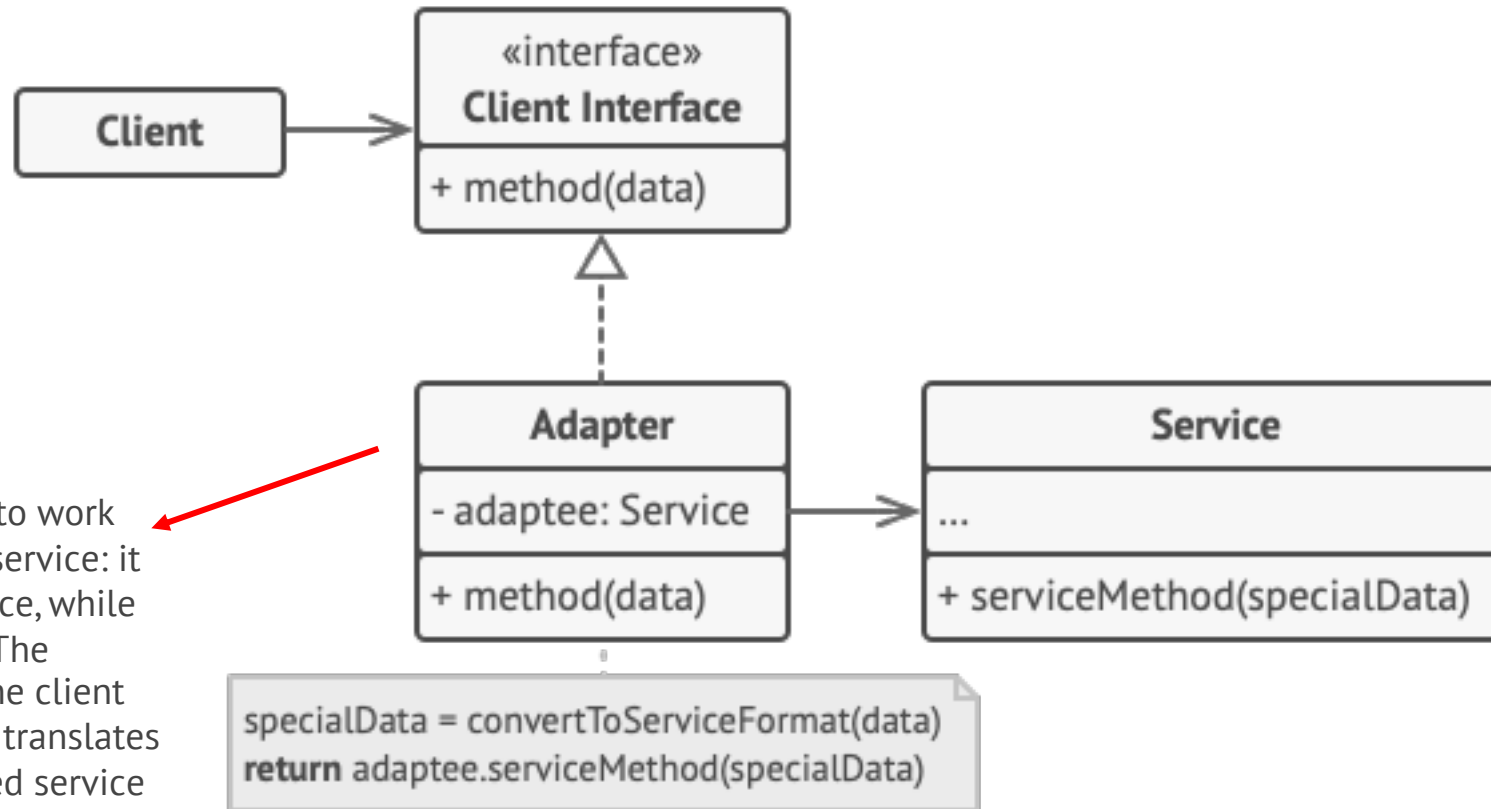 «interface»
Client Interface
+ method(data)
Client
Adapter
- adaptee: Service
+ method(data)
Service
...
+ serviceMethod(specialData)
to work
service: it
ce, while
The
ne client
translates
ed service
specialData = convertToServiceFormat(data)
return adaptee.serviceMethod(specialData)